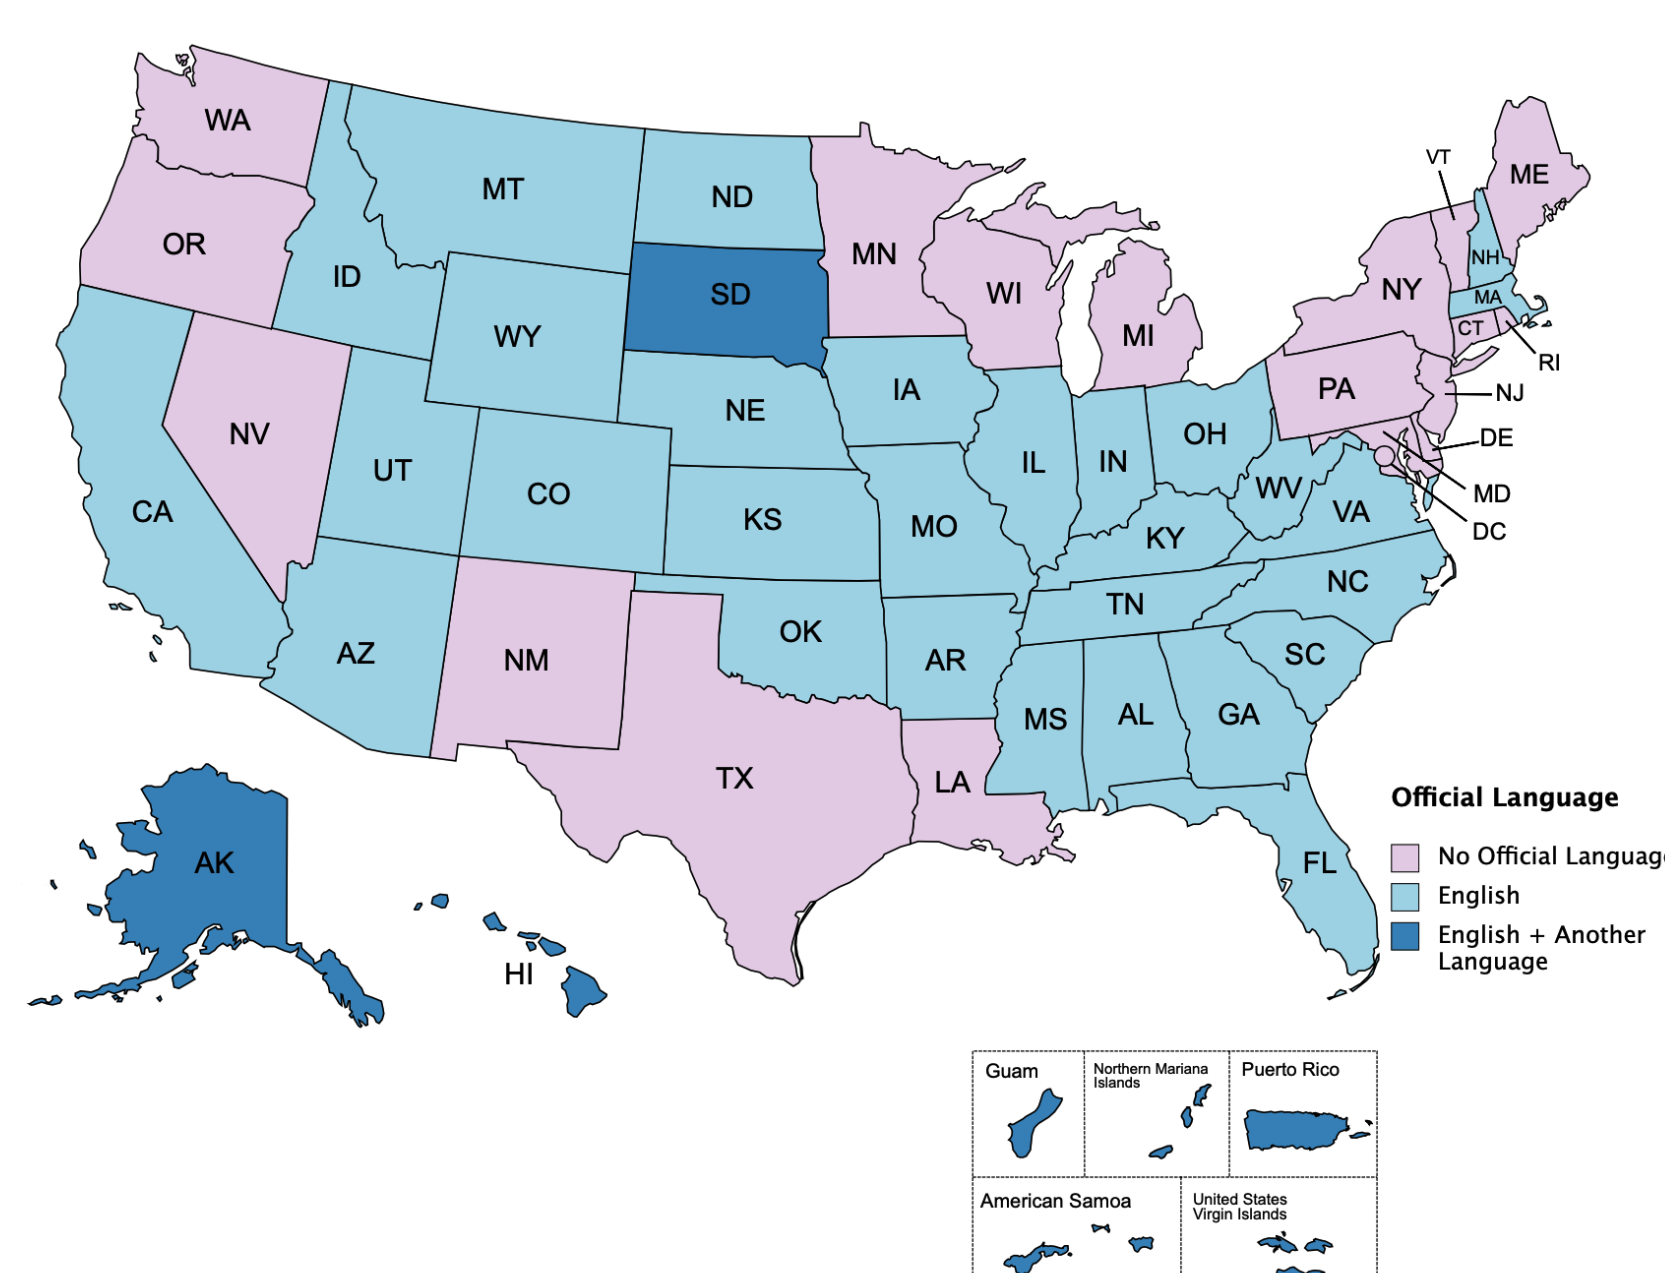 WA
MT
ND
MN
VT
ME
OR
ID
SD
WI
NY
NH
MA
WY
MI
CT
RI
PA
NJ
IA
NE
NV
OH
DE
UT
IL
IN
CO
WV
MD
CA
KS
MO
VA
DC
KY
NC
TN
OK
AZ
NM
AR
SC
MS
AL
GA
TX
LA
Official Language
No Official Languag
AK
FL
English
English + Another
Language
HI
Guam
Northern Mariana
Islands
Puerto Rico
American Samoa
United States
Virgin Islands